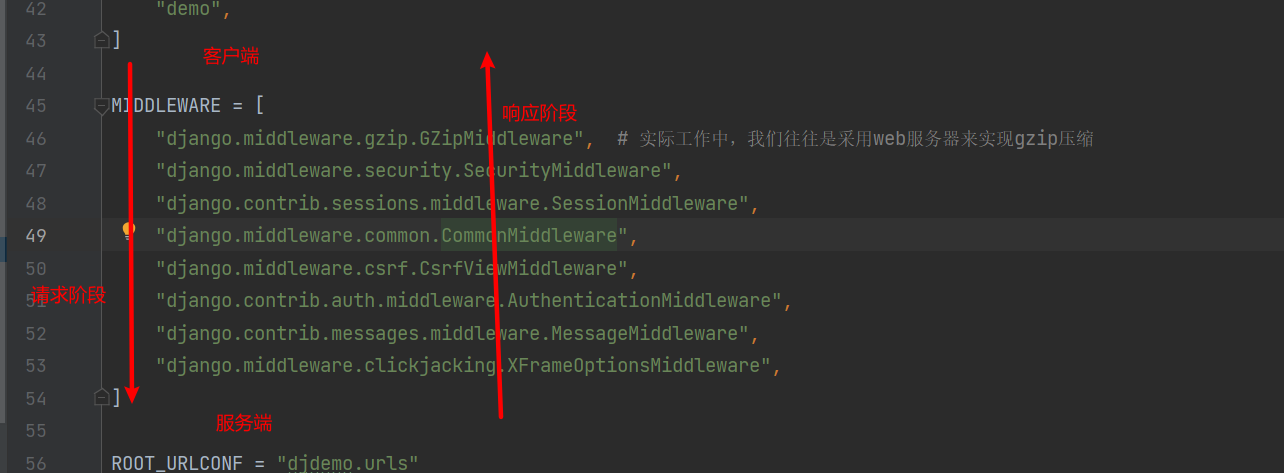 42 "demo",
43 ]
客户端
44
45 MIDDLEWARE = [
响应阶段
46 "django.middleware.gzip.GZipMiddleware", # 实际工作中，我们往往是采用web服务器来实现gzip压缩
47 "django.middleware.security.SecurityMiddleware",
48 "django.contrib.sessions.middleware.SessionMiddleware",
49 "django.middleware.common.CommonMiddleware",
50 "django.middleware.csrf.CsrfViewMiddleware",
请求阶段
51 "django.contrib.auth.middleware.AuthenticationMiddleware",
52 "django.contrib.messages.middleware.MessageMiddleware",
53 "django.middleware.clickjacking.XFrameOptionsMiddleware",
54 ]
服务端
55
56 ROOT_URLCONF = "djdemo.urls"